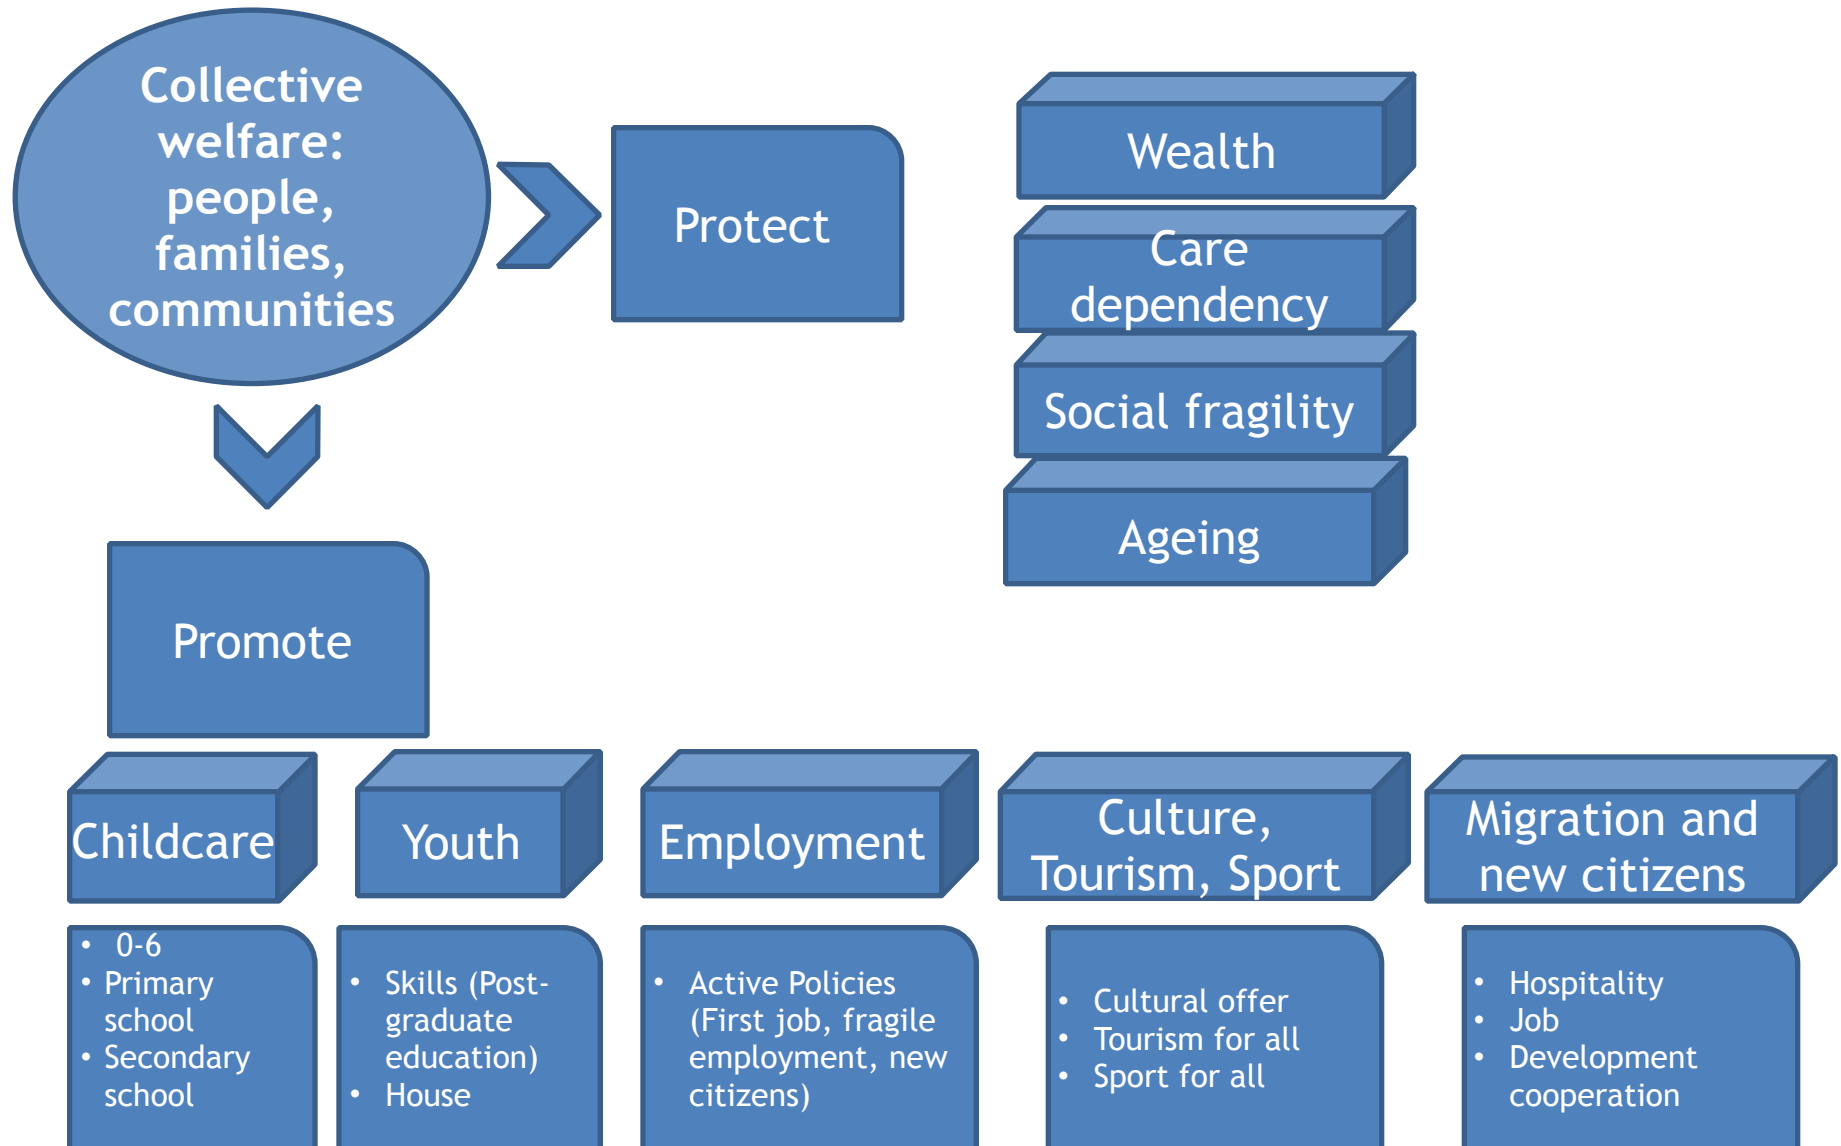 Collective
welfare:
people,
families,
communities
Protect
Wealth
Care
dependency
Social fragility
Ageing
Promote
Childcare
Youth
Employment
Culture,
Tourism, Sport
Migration and
new citizens
• 0-6
• Primary
school
• Secondary
school
• Skills (Post-
graduate
education)
• House
• Active Policies
(First job, fragile
employment, new
citizens)
• Cultural offer
• Tourism for all
• Sport for all
• Hospitality
• Job
• Development
cooperation